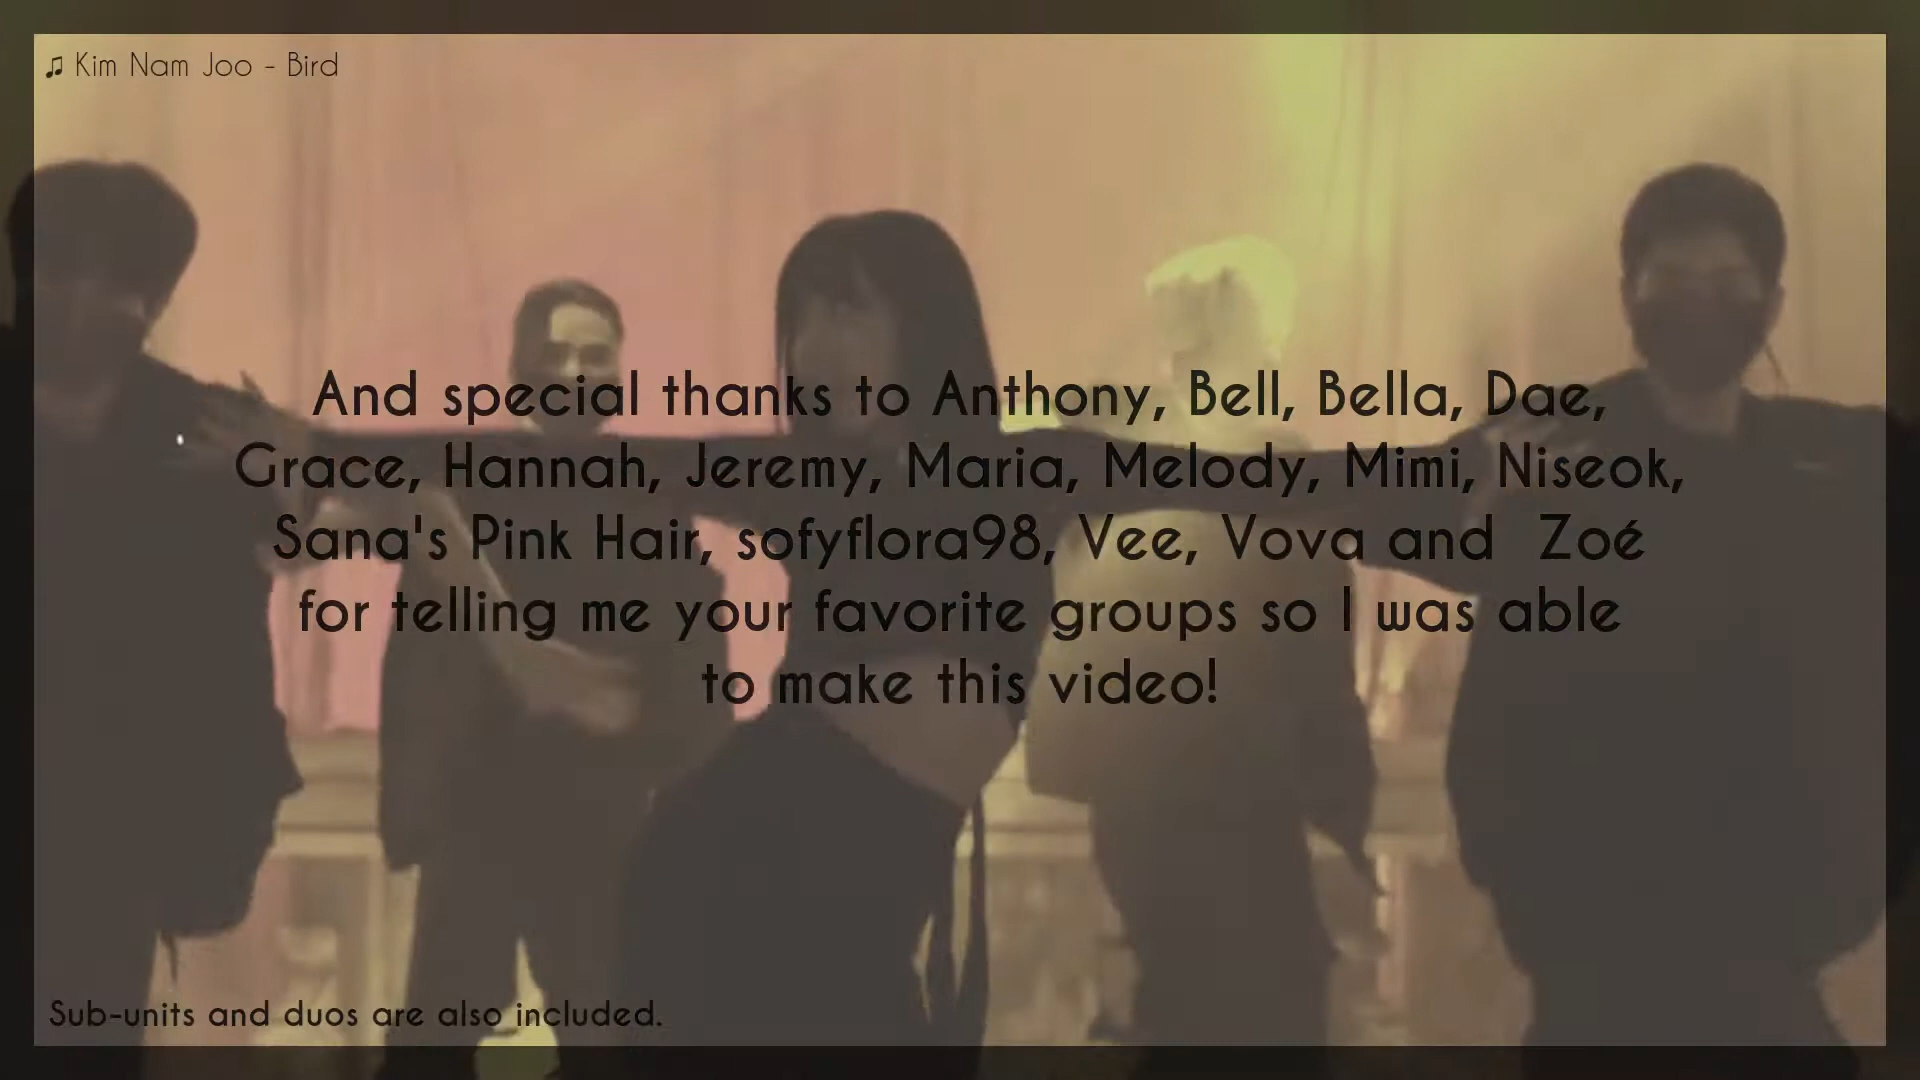 ♫ Kim Nam Joo - Bird
And special thanks to Anthony, Bell, Bella, Dae,
Grace, Hannah, Jeremy, Maria, Melody, Mimi, Niseok,
Sana's Pink Hair, sofyflora98, Vee, Vova and  Zoé
for telling me your favorite groups so I was able
to make this video!
Sub-units and duos are also included.